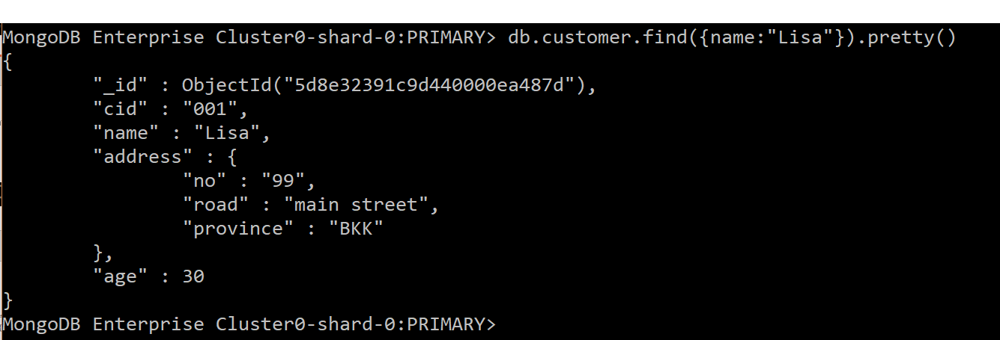 MongoDB Enterprise Cluster0-shard-0:PRIMARY> db.customer.find({name:"Lisa"}).pretty()
{
        "_id" : ObjectId("5d8e32391c9d440000ea487d"),
        "cid" : "001",
        "name" : "Lisa",
        "address" : {
                "no" : "99",
                "road" : "main street",
                "province" : "BKK"
        },
        "age" : 30
}
MongoDB Enterprise Cluster0-shard-0:PRIMARY>